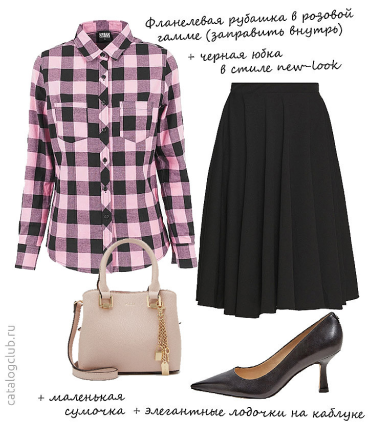 Фланелевая рубашка в розовой
гамме (заправить внутрь)
+ черная юбка
в стиле new-look
catalogclub.ru
+ маленькая
сумочка + элегантные лодочки на каблуке